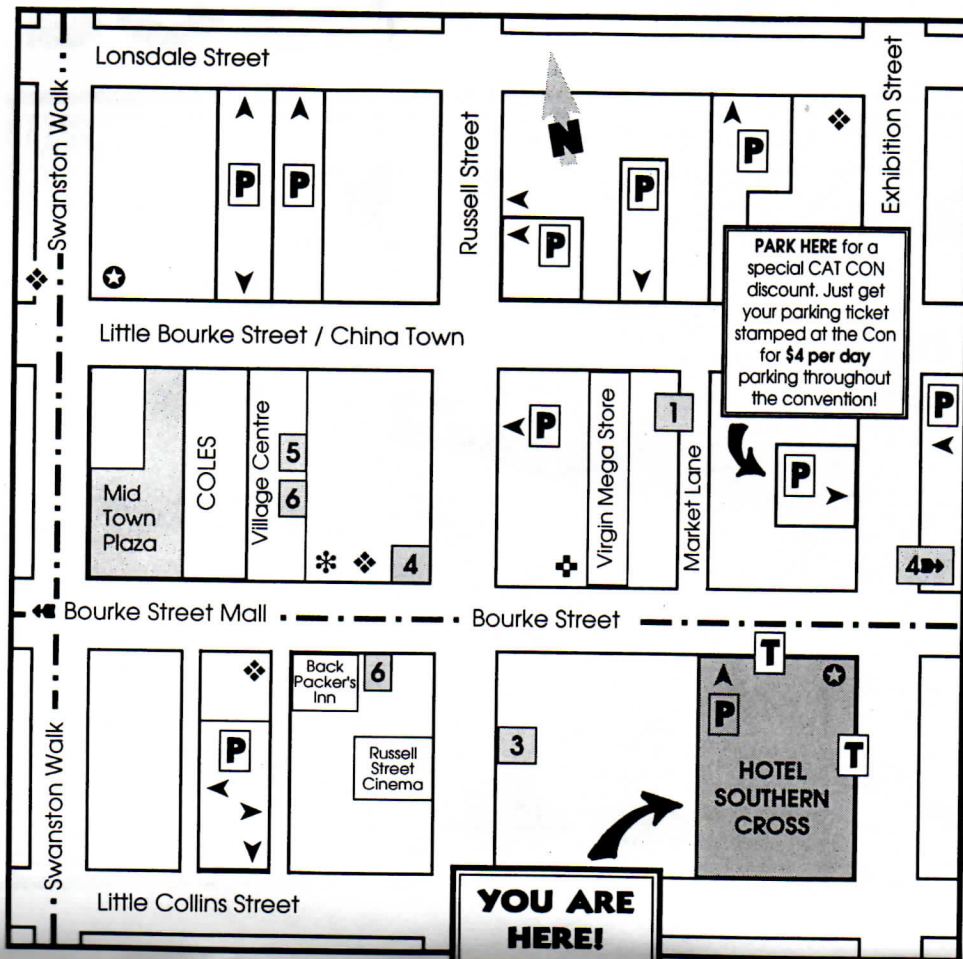 Lonsdale Street
Swanston Walk
Russell Street
Exhibition Street
N
P
P
P
P
P
PARK HERE for a
special CAT CON
discount. Just get
your parking ticket
stamped at the Con
for $4 per day
parking throughout
the convention!
Little Bourke Street / China Town
Mid
Town
Plaza
COLES
Village Centre
5
6
4
P
Virgin Mega Store
1
Market Lane
P
P
4
Bourke Street Mall
Bourke Street
Swanston Walk
P
Back
Packer's
Inn
6
Russell
Street
Cinema
3
T
P
T
HOTEL
SOUTHERN
CROSS
Little Collins Street
YOU ARE
HERE!